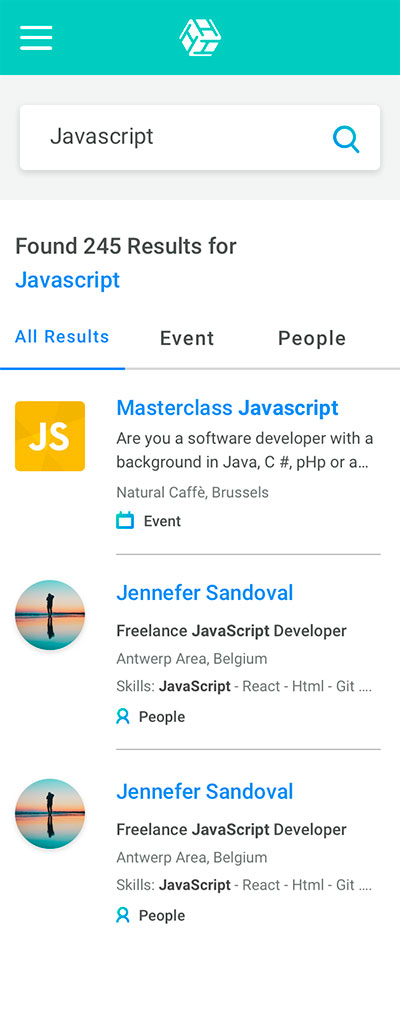 Javascript
Found 245 Results for
Javascript
All Results
Event
People
JS
Masterclass Javascript
Are you a software developer with a
background in Java, C #, pHp or a...
Natural Caffè, Brussels
Event
Jennefer Sandoval
Freelance JavaScript Developer
Antwerp Area, Belgium
Skills: JavaScript - React - Html - Git ....
People
Jennefer Sandoval
Freelance JavaScript Developer
Antwerp Area, Belgium
Skills: JavaScript - React - Html - Git ....
People